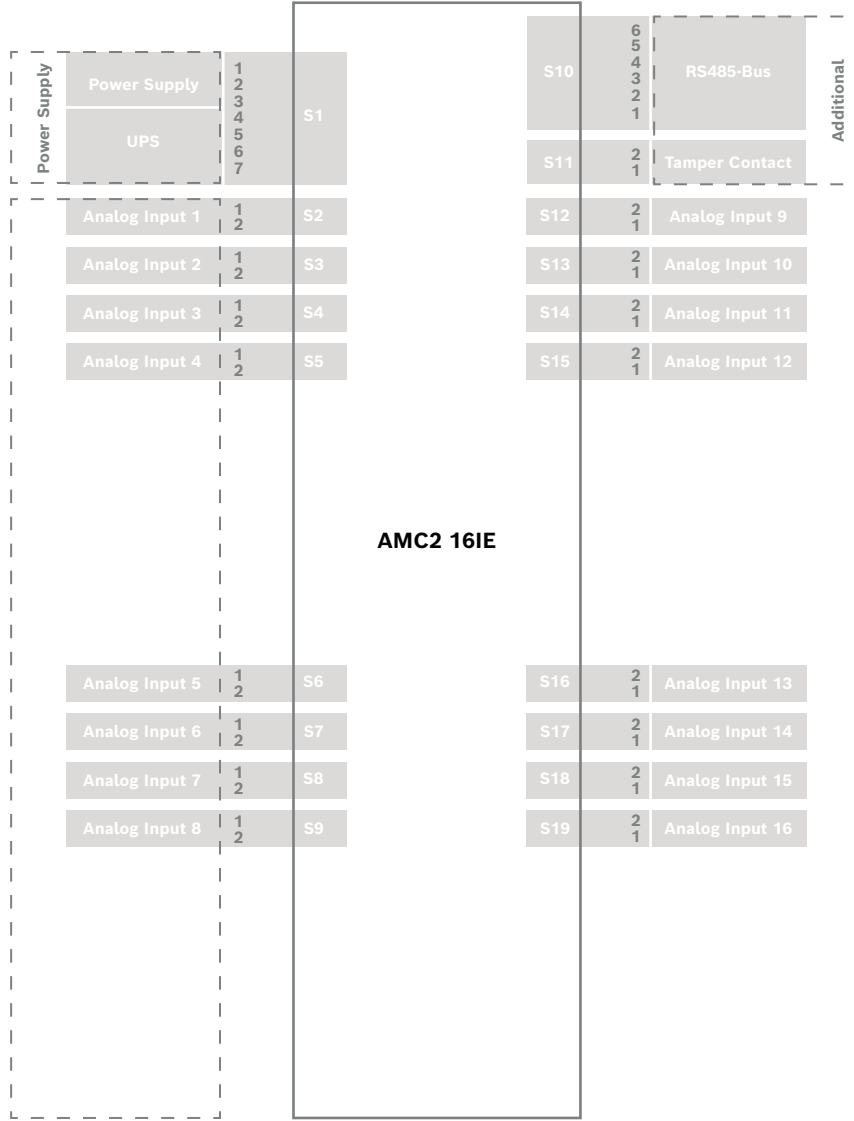 Power Supply
Power Supply
UPS
1
2
3
4
5
6
7
S1
Analog Input 1
1
2
S2
Analog Input 2
1
2
S3
Analog Input 3
1
2
S4
Analog Input 4
1
2
S5
AMC2 16IE
Analog Input 5
1
2
S6
Analog Input 6
1
2
S7
Analog Input 7
1
2
S8
Analog Input 8
1
2
S9
S10
6
5
4
3
2
1
RS485-Bus
Additional
S11
2
1
Tamper Contact
S12
2
1
Analog Input 9
S13
2
1
Analog Input 10
S14
2
1
Analog Input 11
S15
2
1
Analog Input 12
S16
2
1
Analog Input 13
S17
2
1
Analog Input 14
S18
2
1
Analog Input 15
S19
2
1
Analog Input 16